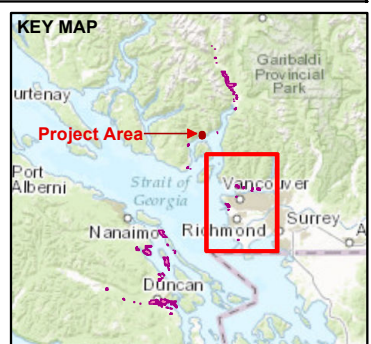 KEY MAP
Garibaldi
Provincial
Park
urtenay
Project Area
Port
Alberni
Strait of
Georgia
Vancouver
Nanaimo
Richmond
Surrey
A
Duncan